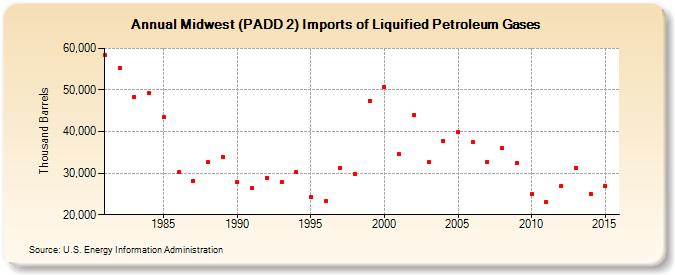 Annual Midwest (PADD 2) Imports of Liquified Petroleum Gases
Thousand Barrels
60,000
50,000
40,000
30,000
20,000
1985 1990 1995 2000 2005 2010 2015
Source: U.S. Energy Information Administration